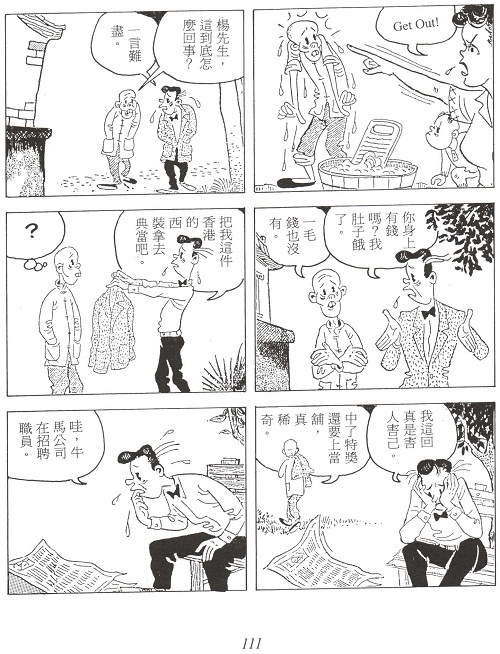 Get Out!
楊先生，
這到底怎
麼回事？
一言難
盡。
你身上
有錢
嗎？我
肚子餓
了。
一毛
錢也沒
有。
把我這件
香港
的西
裝拿去
典當吧。
？
我這回
真是害
人害己。
中了特獎
還要上當
舖，
真
稀
奇。
哇，牛
馬公司
在招聘
職員。
111